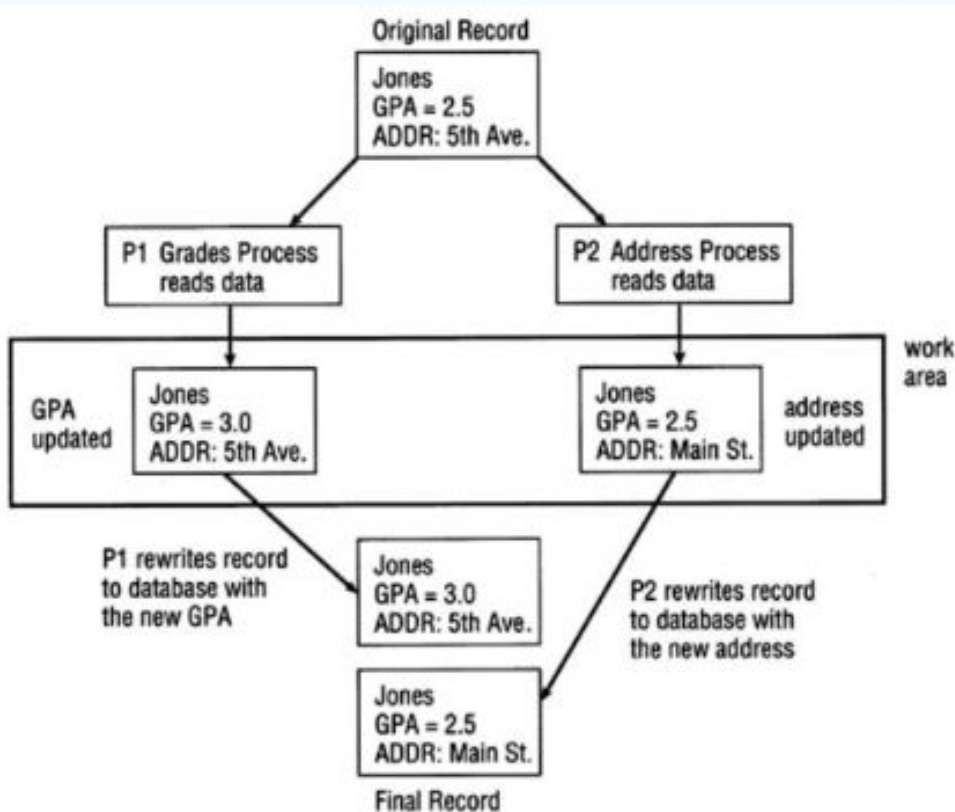 Original Record
Jones
GPA = 2.5
ADDR: 5th Ave.
P1 Grades Process
reads data
P2 Address Process
reads data
work
area
GPA
updated
Jones
GPA = 3.0
ADDR: 5th Ave.
Jones
GPA = 2.5
ADDR: Main St.
address
updated
P1 rewrites record
to database with
the new GPA
Jones
GPA = 3.0
ADDR: 5th Ave.
P2 rewrites record
to database with
the new address
Jones
GPA = 2.5
ADDR: Main St.
Final Record